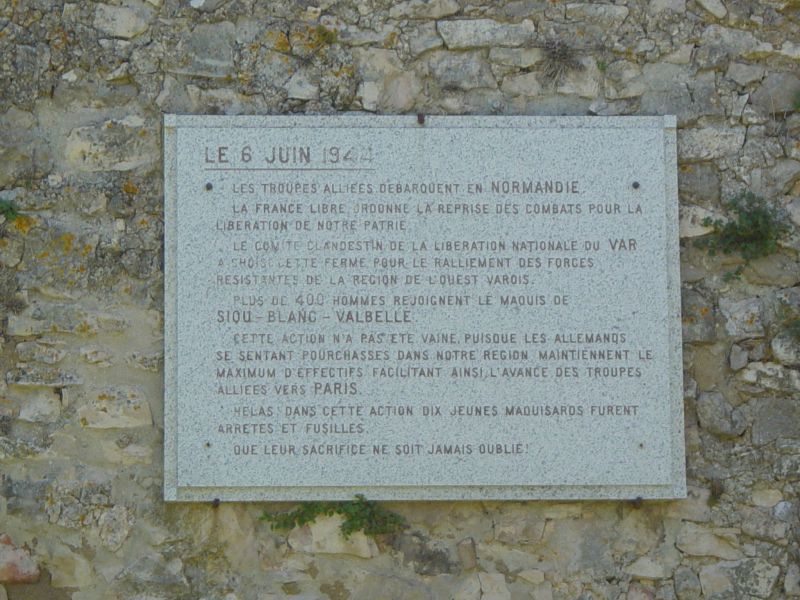 LE 6 JUIN 1944
LES TROUPES ALLIEES DEBARQUENT EN NORMANDIE.
LA FRANCE LIBRE, ORDONNE LA REPRISE DES COMBATS POUR LA
LIBERATION DE NOTRE PATRIE.
LE COMITE CLANDESTIN DE LA LIBERATION NATIONALE DU VAR
A CHOISI CETTE FERME POUR LE RALLIEMENT DES FORCES
RESISTANTES DE LA REGION DE L'OUEST VAROIS.
PLUS DE 400 HOMMES REJOIGNENT LE MAQUIS DE
SIOU-BLANC-VALBELLE.
CETTE ACTION N'A PAS ETE VAINE, PUISQUE LES ALLEMANDS
SE SENTANT POURCHASSES DANS NOTRE REGION MAINTIENNENT LE
MAXIMUM D'EFFECTIFS FACILITANT AINSI, L'AVANCE DES TROUPES
ALLIEES VERS PARIS.
HELAS! DANS CETTE ACTION DIX JEUNES MAQUISARDS FURENT
ARRETES ET FUSILLES.
QUE LEUR SACRIFICE NE SOIT JAMAIS OUBLIE!